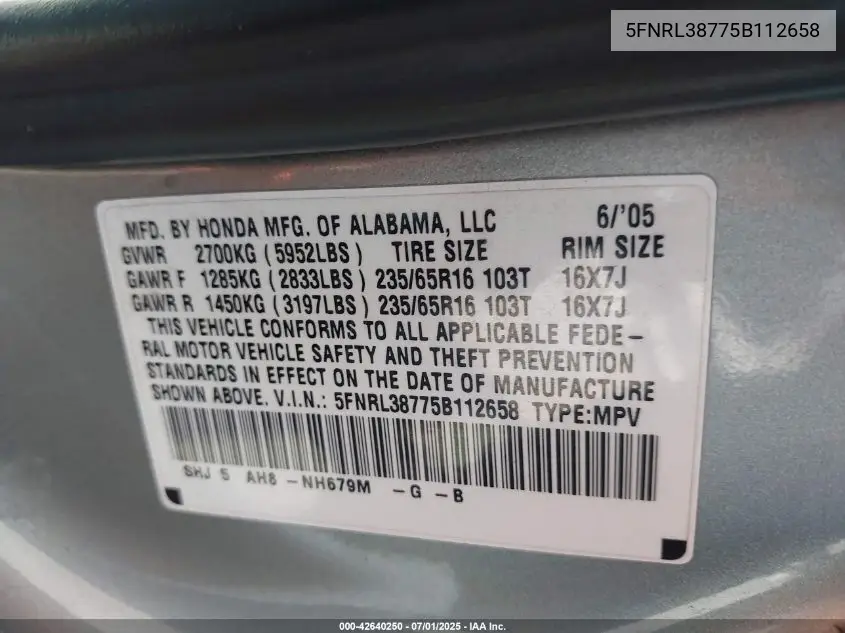 5FNRL38775B112658
MFD. BY HONDA MFG. OF ALABAMA, LLC 6/'05
GVWR 2700KG (5952LBS) TIRE SIZE RIM SIZE
GAWR F 1285KG (2833LBS) 235/65R16 103T 16X7J
GAWR R 1450KG (3197LBS) 235/65R16 103T 16X7J
THIS VEHICLE CONFORMS TO ALL APPLICABLE FEDE-
RAL MOTOR VEHICLE SAFETY AND THEFT PREVENTION
STANDARDS IN EFFECT ON THE DATE OF MANUFACTURE
SHOWN ABOVE. V.I.N.: 5FNRL38775B112658 TYPE:MPV
SHJ 5 AH8 -NH679M -G -B
000-42640250 - 07/01/2025 - IAA Inc.